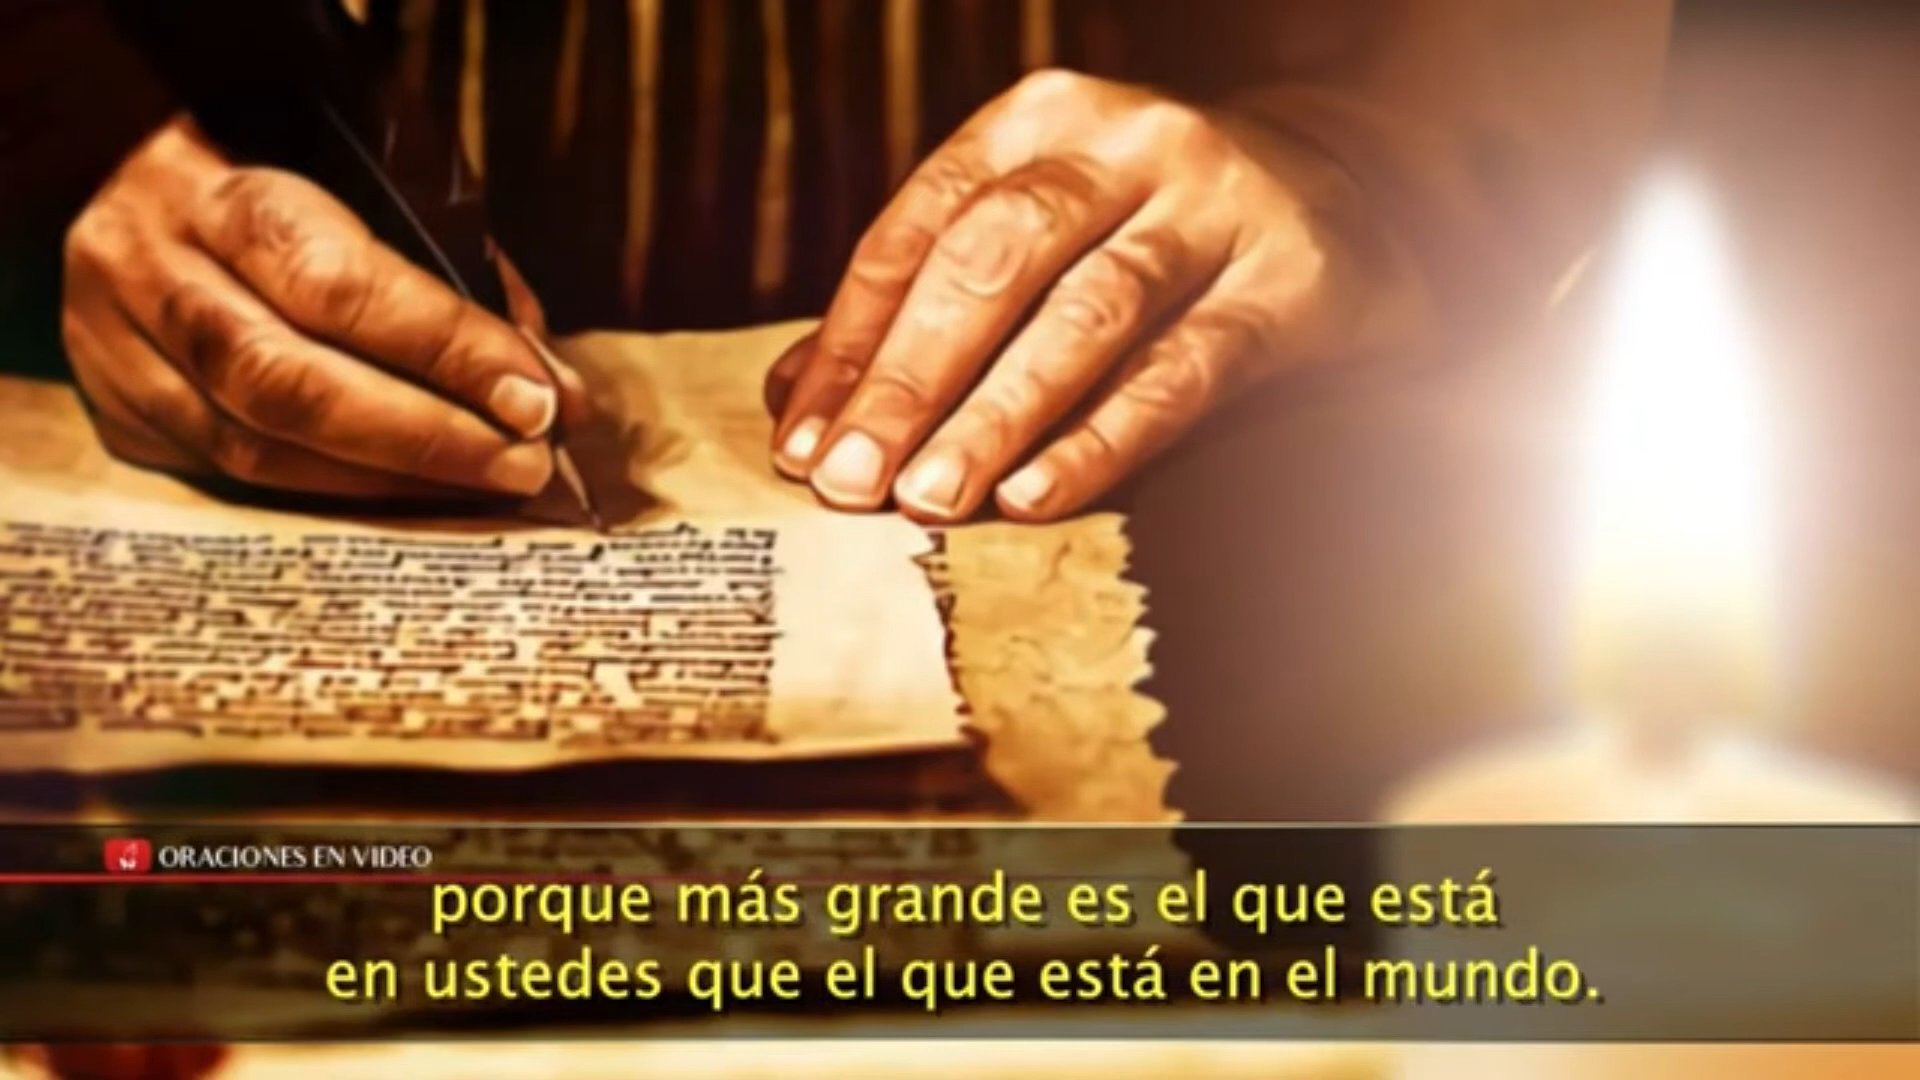 ORACIONES EN VIDEO
porque más grande es el que está
en ustedes que el que está en el mundo.